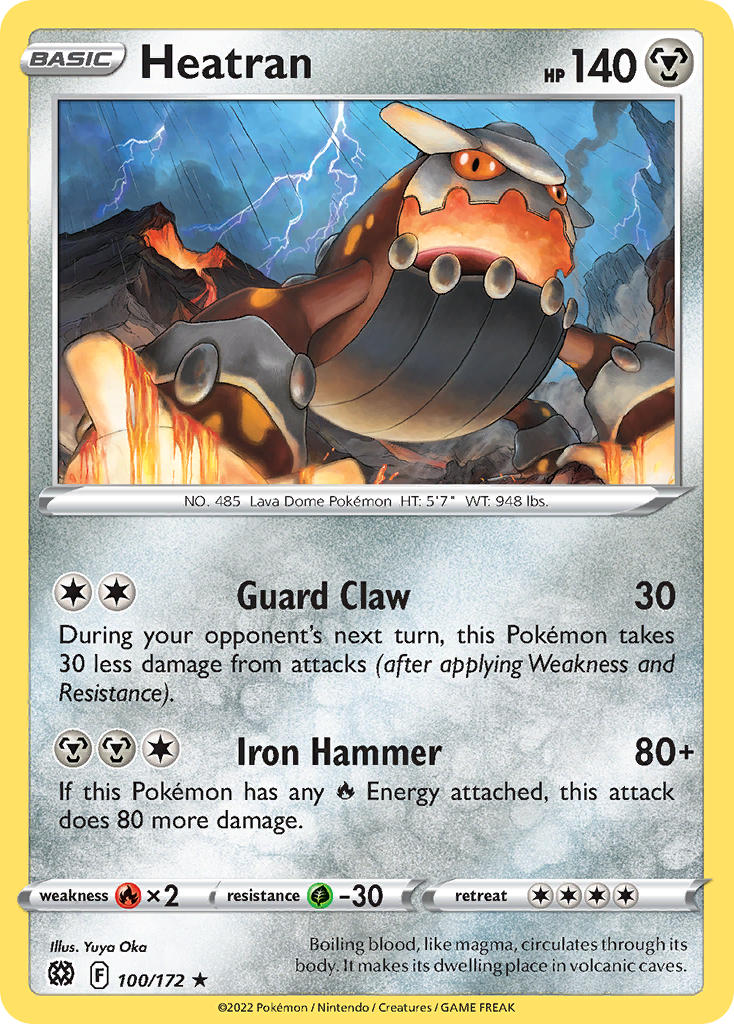 BASIC Heatran HP 140
NO. 485 Lava Dome Pokémon HT: 5'7" WT: 948 lbs.
Guard Claw 30
During your opponent's next turn, this Pokémon takes
30 less damage from attacks (after applying Weakness and
Resistance).
Iron Hammer 80+
If this Pokémon has any Energy attached, this attack
does 80 more damage.
weakness ×2 resistance -30 retreat
Illus. Yuya Oka
Boiling blood, like magma, circulates through its
body. It makes its dwelling place in volcanic caves.
F 100/172 ★
©2022 Pokémon / Nintendo / Creatures / GAME FREAK